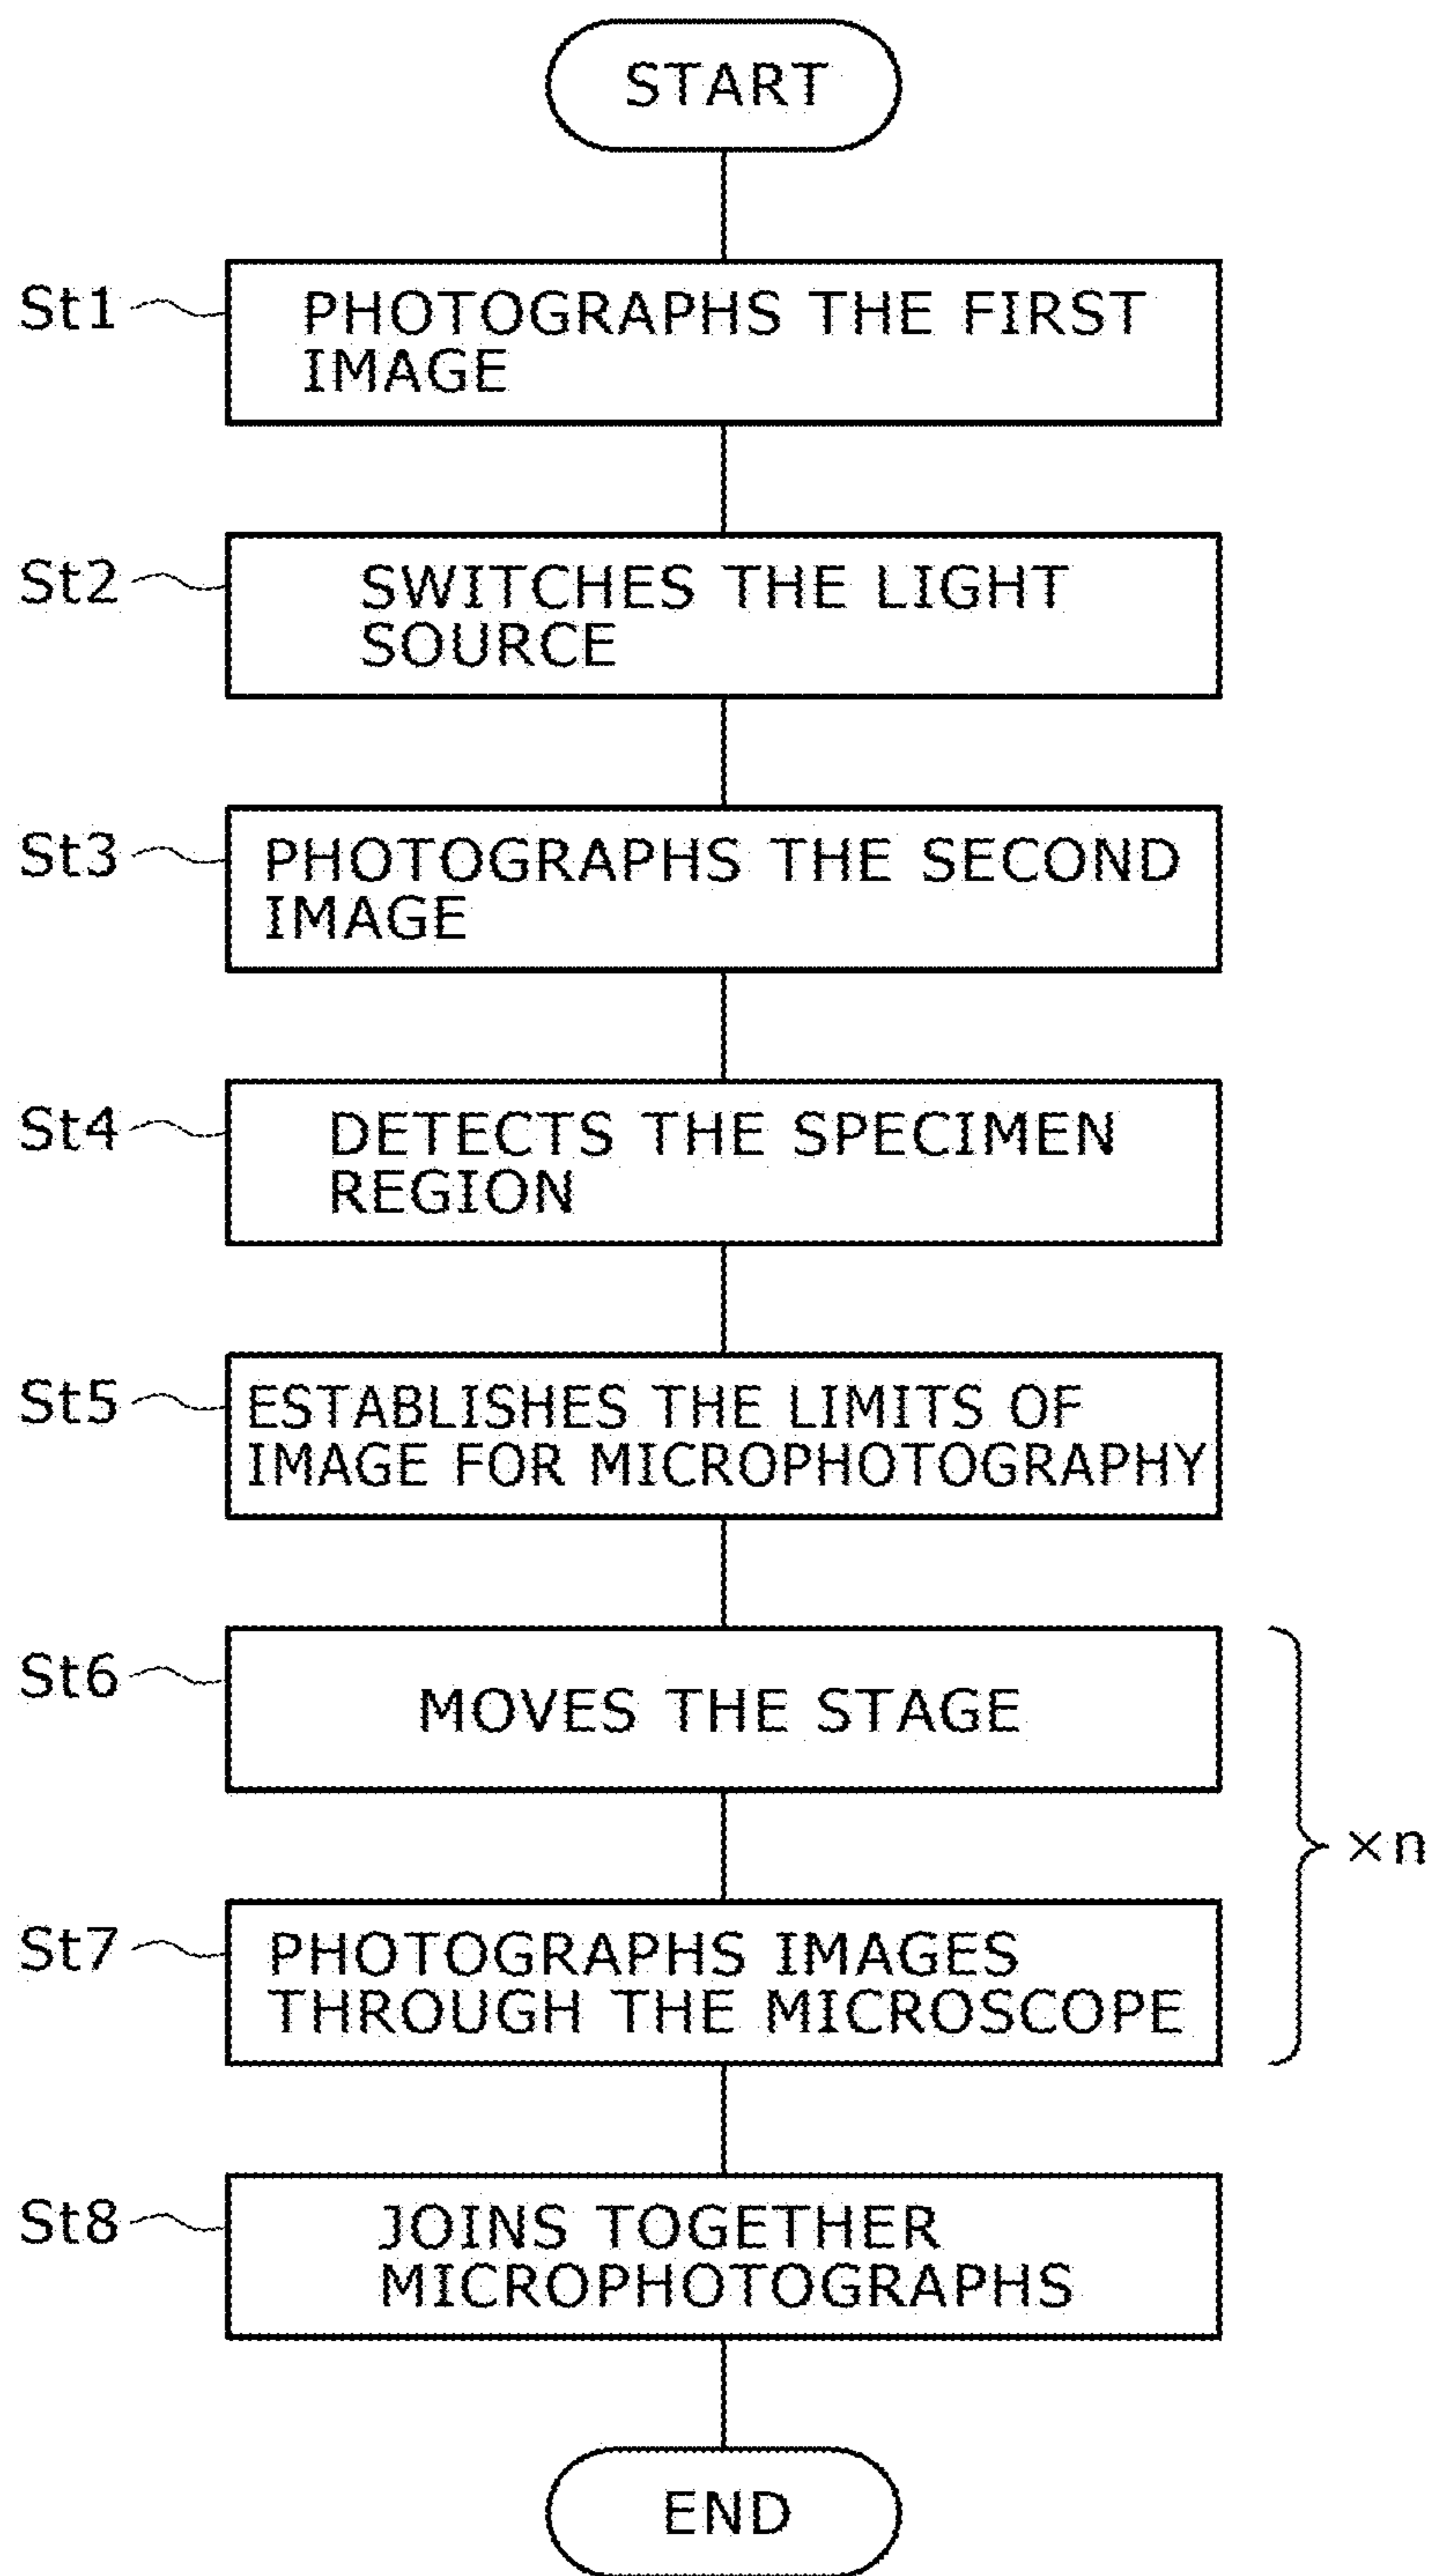 START
St1
PHOTOGRAPHS THE FIRST
IMAGE
St2
SWITCHES THE LIGHT
SOURCE
St3
PHOTOGRAPHS THE SECOND
IMAGE
St4
DETECTS THE SPECIMEN
REGION
St5
ESTABLISHES THE LIMITS OF
IMAGE FOR MICROPHOTOGRAPHY
St6
MOVES THE STAGE
×n
St7
PHOTOGRAPHS IMAGES
THROUGH THE MICROSCOPE
St8
JOINS TOGETHER
MICROPHOTOGRAPHS
END